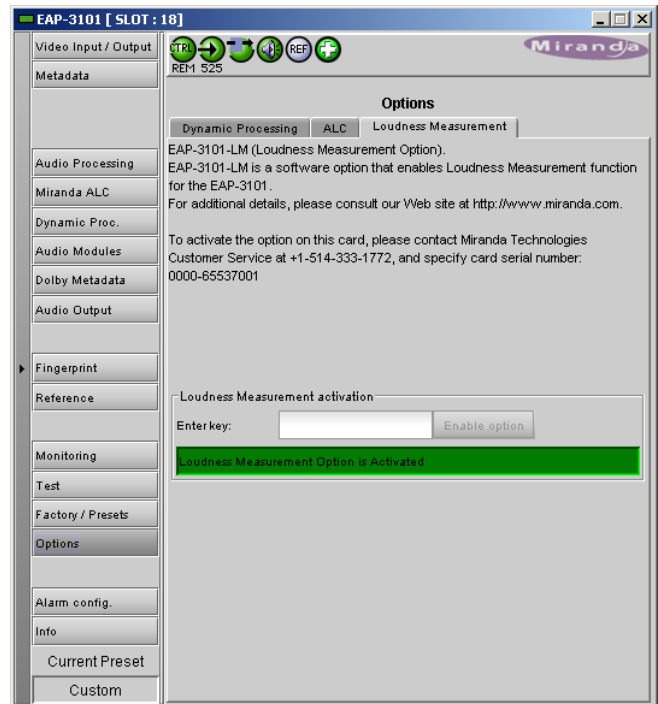 EAP-3101 [ SLOT : 18]
Video Input / Output
Metadata
Audio Processing
Miranda ALC
Dynamic Proc.
Audio Modules
Dolby Metadata
Audio Output
Fingerprint
Reference
Monitoring
Test
Factory / Presets
Options
Alarm config.
Info
Current Preset
Custom
CTRL
REF
REM 525
Miranda
Options
Dynamic Processing
ALC
Loudness Measurement
EAP-3101-LM (Loudness Measurement Option).
EAP-3101-LM is a software option that enables Loudness Measurement function
for the EAP-3101.
For additional details, please consult our Web site at http://www.miranda.com.
To activate the option on this card, please contact Miranda Technologies
Customer Service at +1-514-333-1772, and specify card serial number:
0000-65537001
Loudness Measurement activation
Enter key:
Enable option
Loudness Measurement Option is Activated